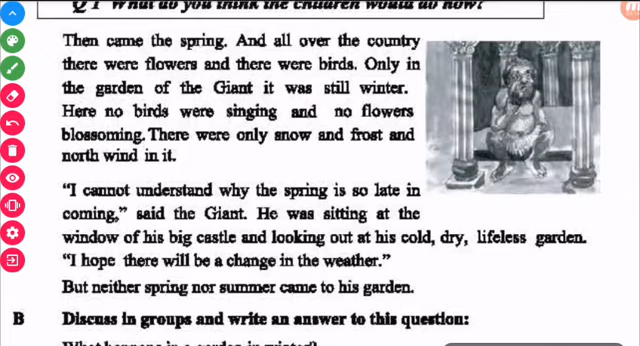 Q 1 What do you think the children would do now?
Then came the spring. And all over the country
there were flowers and there were birds. Only in
the garden of the Giant it was still winter.
Here no birds were singing and no flowers
blossoming. There were only snow and frost and
north wind in it.
“I cannot understand why the spring is so late in
coming,” said the Giant. He was sitting at the
window of his big castle and looking out at his cold, dry, lifeless garden.
“I hope there will be a change in the weather.”
But neither spring nor summer came to his garden.
B Discuss in groups and write an answer to this question:
What happens in a garden in winter?